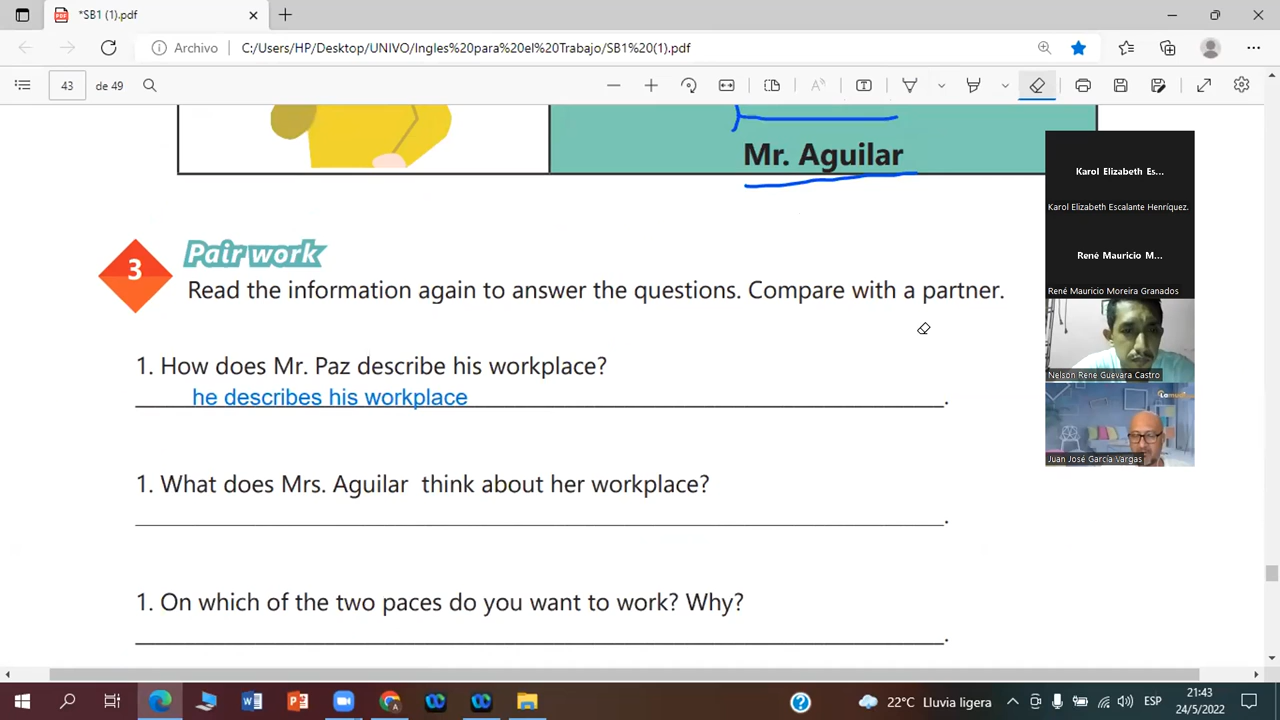 *SB1 (1).pdf
Archivo
C:/Users/HP/Desktop/UNIVO/Ingles%20para%20el%20Trabajo/SB1%20(1).pdf
43
de 49
Mr. Aguilar
Karol Elizabeth Es...
Karol Elizabeth Escalante Henríquez.
René Mauricio M...
René Mauricio Moreira Granados
Nelson René Guevara Castro
Juan José García Vargas
3
Pair work
Read the information again to answer the questions. Compare with a partner.
1. How does Mr. Paz describe his workplace?
he describes his workplace
1. What does Mrs. Aguilar think about her workplace?
1. On which of the two paces do you want to work? Why?
22°C Lluvia ligera
ESP
21:43
24/5/2022